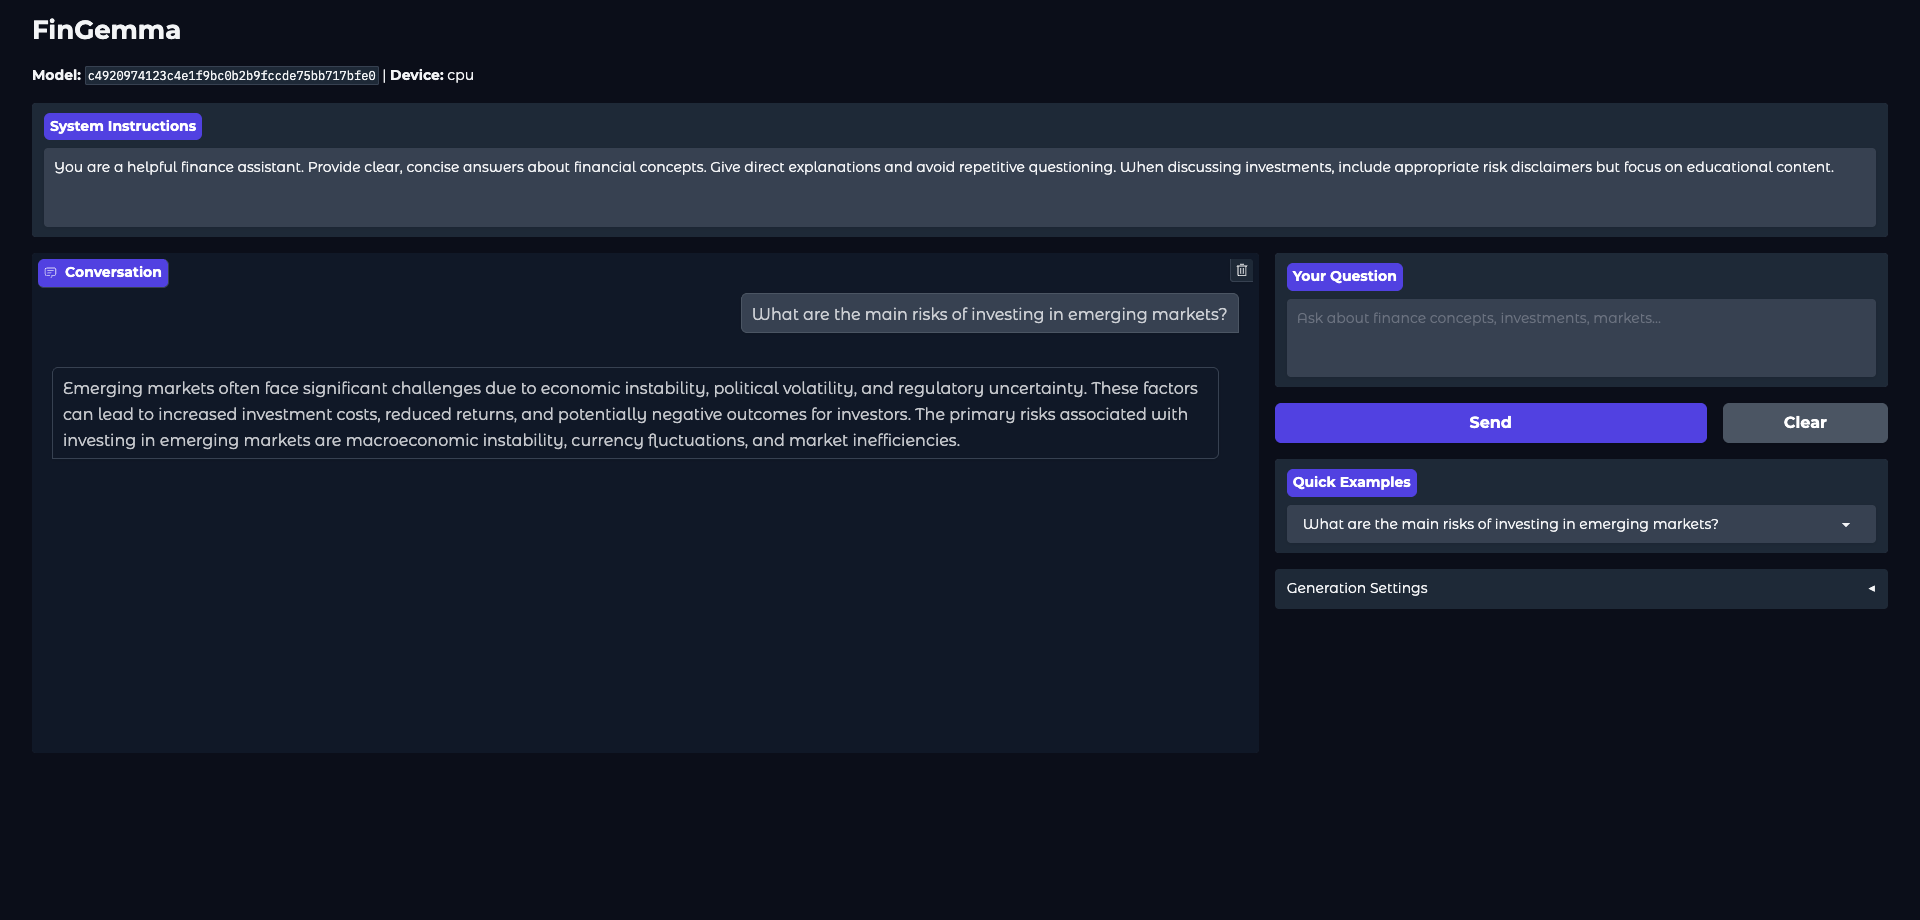 FinGemma
Model: c4920974123c4e1f9bc0b2b9fccde75bb717bfe0 | Device: cpu
System Instructions
You are a helpful finance assistant. Provide clear, concise answers about financial concepts. Give direct explanations and avoid repetitive questioning. When discussing investments, include appropriate risk disclaimers but focus on educational content.
Conversation
What are the main risks of investing in emerging markets?
Emerging markets often face significant challenges due to economic instability, political volatility, and regulatory uncertainty. These factors
can lead to increased investment costs, reduced returns, and potentially negative outcomes for investors. The primary risks associated with
investing in emerging markets are macroeconomic instability, currency fluctuations, and market inefficiencies.
Your Question
Ask about finance concepts, investments, markets...
Send
Clear
Quick Examples
What are the main risks of investing in emerging markets?
Generation Settings